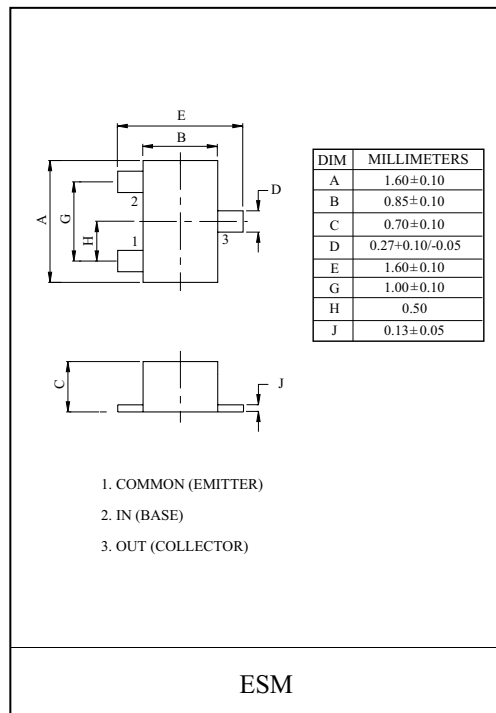 E
B
A
G
H
2
1
3
D
DIM MILLIMETERS
A 1.60±0.10
B 0.85±0.10
C 0.70±0.10
D 0.27+0.10/-0.05
E 1.60±0.10
G 1.00±0.10
H 0.50
J 0.13±0.05
C
J
1. COMMON (EMITTER)
2. IN (BASE)
3. OUT (COLLECTOR)
ESM